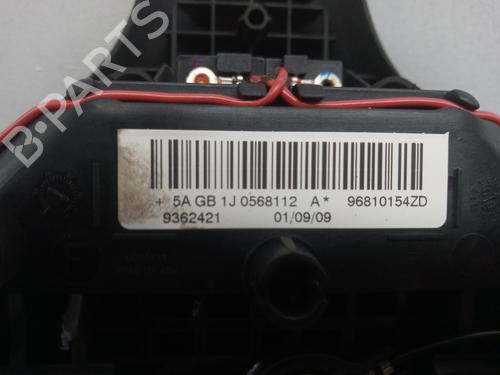 B-PARTS
+ 5A GB 1J 0568112 A* 96810154ZD
9362421 01/09/09